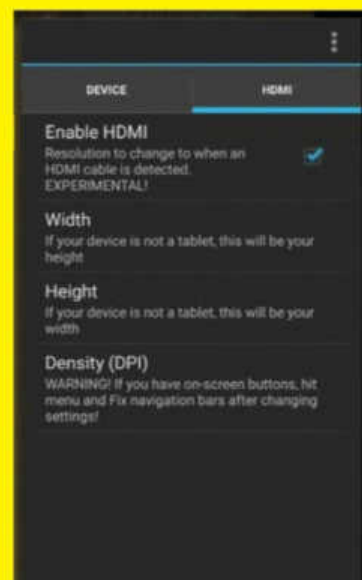 DEVICE HDMI
Enable HDMI
Resolution to change to when an
HDMI cable is detected.
EXPERIMENTAL!
Width
If your device is not a tablet, this will be your
height
Height
If your device is not a tablet, this will be your
width
Density (DPI)
WARNING! If you have on-screen buttons, hit
menu and Fix navigation bars after changing
settings!